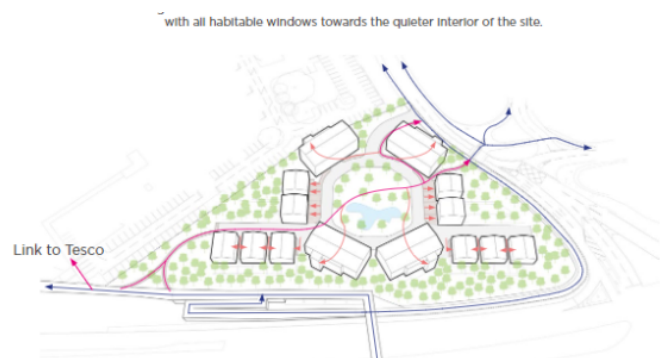 with all habitable windows towards the quieter interior of the site.
Link to Tesco